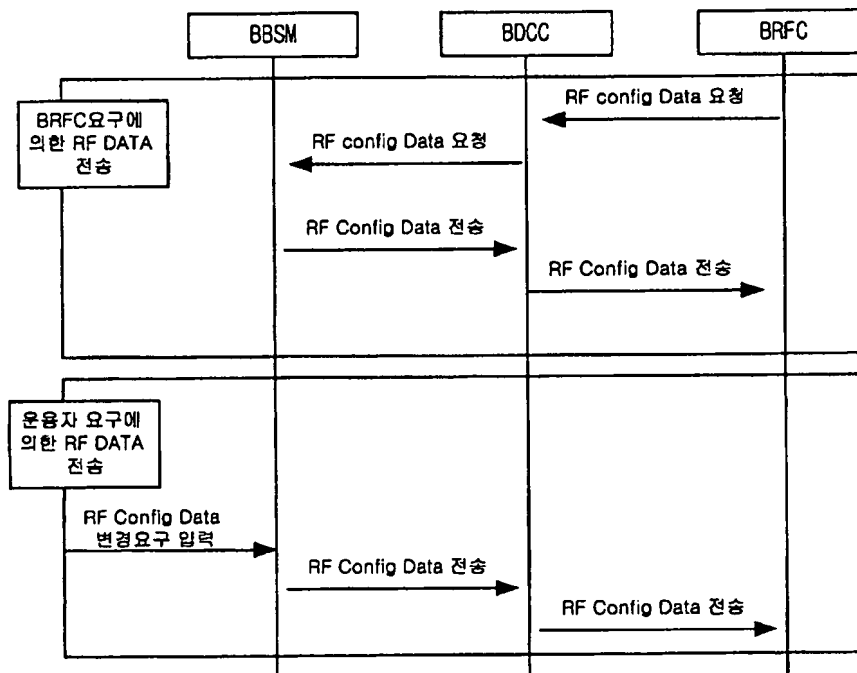 BBSM
BDCC
BRFC
BRFC요구에
의한 RF DATA
전송
RF config Data 요청
RF config Data 요청
RF Config Data 전송
RF Config Data 전송
운용자 요구에
의한 RF DATA
전송
RF Config Data
변경요구 입력
RF Config Data 전송
RF Config Data 전송